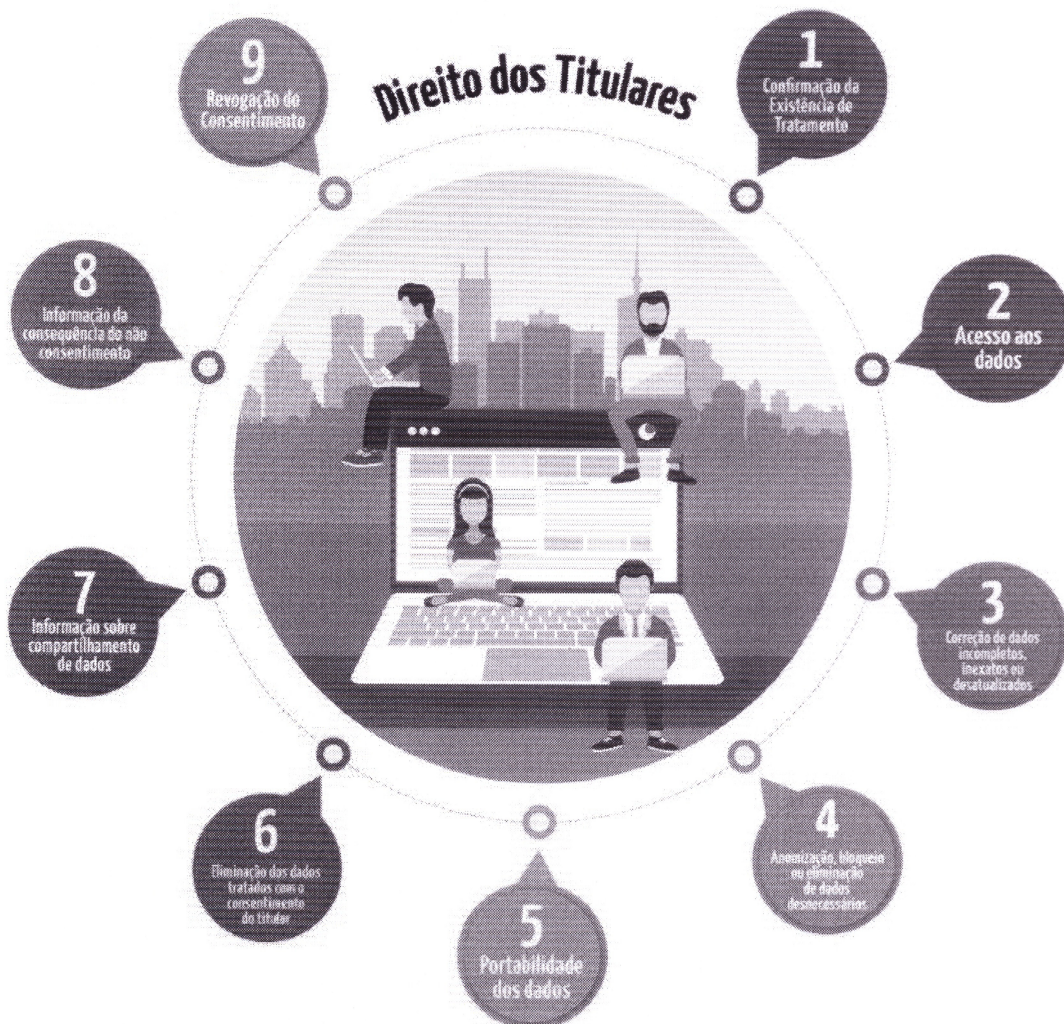 Direito dos Titulares
1
Confirmação da
Existência de
Tratamento
2
Acesso aos
dados
3
Correção de dados
incompletos,
inexatos ou
desatualizados
4
Anomização, bloqueio
ou eliminação
de dados
desnecessários
5
Portabilidade
dos dados
6
Eliminação dos dados
tratados com o
consentimento
do titular
7
Informação sobre
compartilhamento
de dados
8
Informação da
consequência do não
consentimento
9
Revogação do
Consentimento